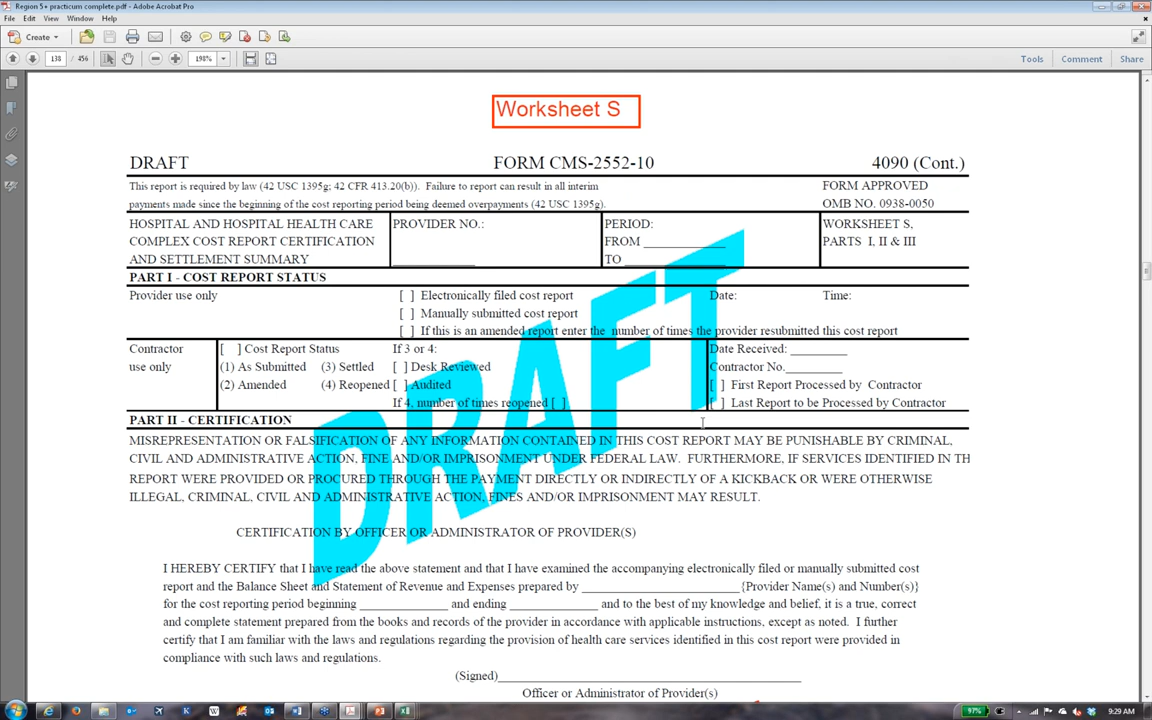 Region 5+ practicum complete.pdf - Adobe Acrobat Pro
File Edit View Window Help
Create
138 / 456 198% Tools Comment Share
Worksheet S
DRAFT FORM CMS-2552-10 4090 (Cont.)
This report is required by law (42 USC 1395g; 42 CFR 413.20(b)). Failure to report can result in all interim FORM APPROVED
payments made since the beginning of the cost reporting period being deemed overpayments (42 USC 1395g). OMB NO. 0938-0050
HOSPITAL AND HOSPITAL HEALTH CARE PROVIDER NO.: PERIOD: WORKSHEET S,
COMPLEX COST REPORT CERTIFICATION FROM ____________ PARTS I, II & III
AND SETTLEMENT SUMMARY ____________ TO ____________
PART I - COST REPORT STATUS
Provider use only [ ] Electronically filed cost report Date: Time:
[ ] Manually submitted cost report
[ ] If this is an amended report enter the number of times the provider resubmitted this cost report
Contractor [ ] Cost Report Status If 3 or 4: Date Received: ________
use only (1) As Submitted (3) Settled [ ] Desk Reviewed Contractor No.________
(2) Amended (4) Reopened [ ] Audited [ ] First Report Processed by Contractor
If 4, number of times reopened [ ] [ ] Last Report to be Processed by Contractor
PART II - CERTIFICATION
MISREPRESENTATION OR FALSIFICATION OF ANY INFORMATION CONTAINED IN THIS COST REPORT MAY BE PUNISHABLE BY CRIMINAL,
CIVIL AND ADMINISTRATIVE ACTION, FINE AND/OR IMPRISONMENT UNDER FEDERAL LAW. FURTHERMORE, IF SERVICES IDENTIFIED IN TH
REPORT WERE PROVIDED OR PROCURED THROUGH THE PAYMENT DIRECTLY OR INDIRECTLY OF A KICKBACK OR WERE OTHERWISE
ILLEGAL, CRIMINAL, CIVIL AND ADMINISTRATIVE ACTION, FINES AND/OR IMPRISONMENT MAY RESULT.
CERTIFICATION BY OFFICER OR ADMINISTRATOR OF PROVIDER(S)
I HEREBY CERTIFY that I have read the above statement and that I have examined the accompanying electronically filed or manually submitted cost
report and the Balance Sheet and Statement of Revenue and Expenses prepared by ______________________{Provider Name(s) and Number(s)}
for the cost reporting period beginning ____________ and ending ____________ and to the best of my knowledge and belief, it is a true, correct
and complete statement prepared from the books and records of the provider in accordance with applicable instructions, except as noted. I further
certify that I am familiar with the laws and regulations regarding the provision of health care services identified in this cost report were provided in
compliance with such laws and regulations.
(Signed)__________________________________________
Officer or Administrator of Provider(s)
DRAFT
97% 9:29 AM